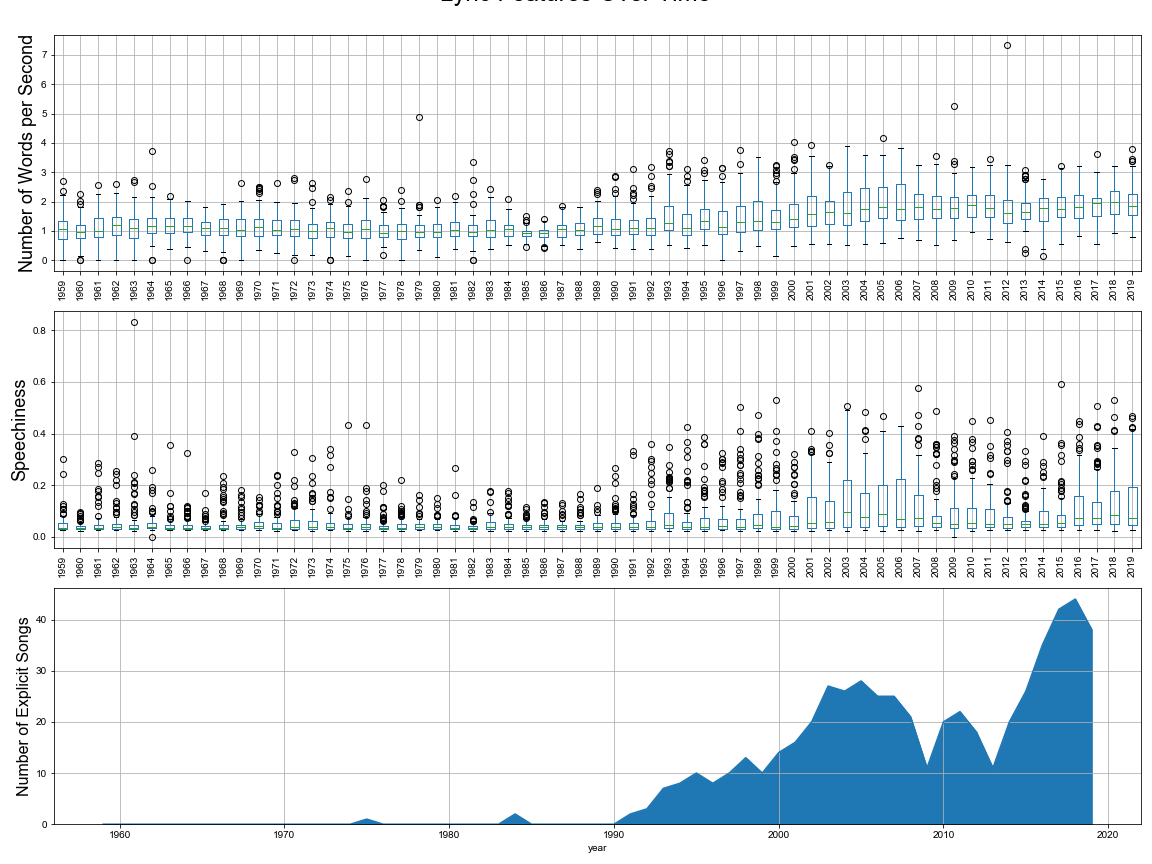 Lyric Features Over Time
Number of Words per Second
7
6
5
4
3
2
1
0
1959 1960 1961 1962 1963 1964 1965 1966 1967 1968 1969 1970 1971 1972 1973 1974 1975 1976 1977 1978 1979 1980 1981 1982 1983 1984 1985 1986 1987 1988 1989 1990 1991 1992 1993 1994 1995 1996 1997 1998 1999 2000 2001 2002 2003 2004 2005 2006 2007 2008 2009 2010 2011 2012 2013 2014 2015 2016 2017 2018 2019
Speechiness
0.8
0.6
0.4
0.2
0.0
1959 1960 1961 1962 1963 1964 1965 1966 1967 1968 1969 1970 1971 1972 1973 1974 1975 1976 1977 1978 1979 1980 1981 1982 1983 1984 1985 1986 1987 1988 1989 1990 1991 1992 1993 1994 1995 1996 1997 1998 1999 2000 2001 2002 2003 2004 2005 2006 2007 2008 2009 2010 2011 2012 2013 2014 2015 2016 2017 2018 2019
Number of Explicit Songs
40
30
20
10
0
1960 1970 1980 1990 2000 2010 2020
year